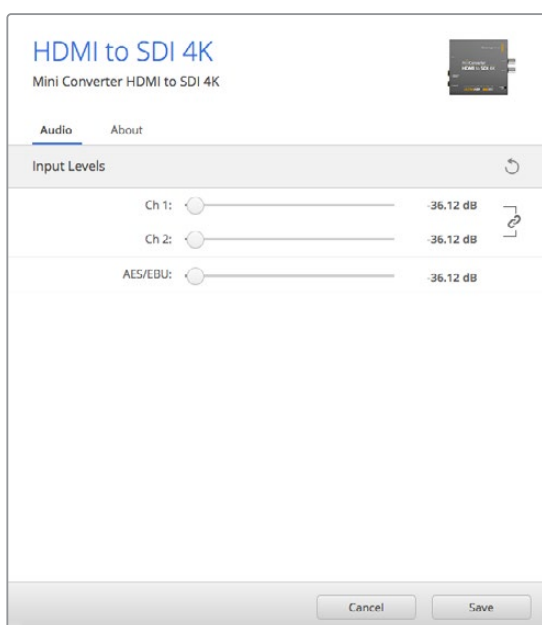 HDMI to SDI 4K
Mini Converter HDMI to SDI 4K
Audio About
Input Levels
Ch 1: -36.12 dB
Ch 2: -36.12 dB
AES/EBU: -36.12 dB
Cancel Save